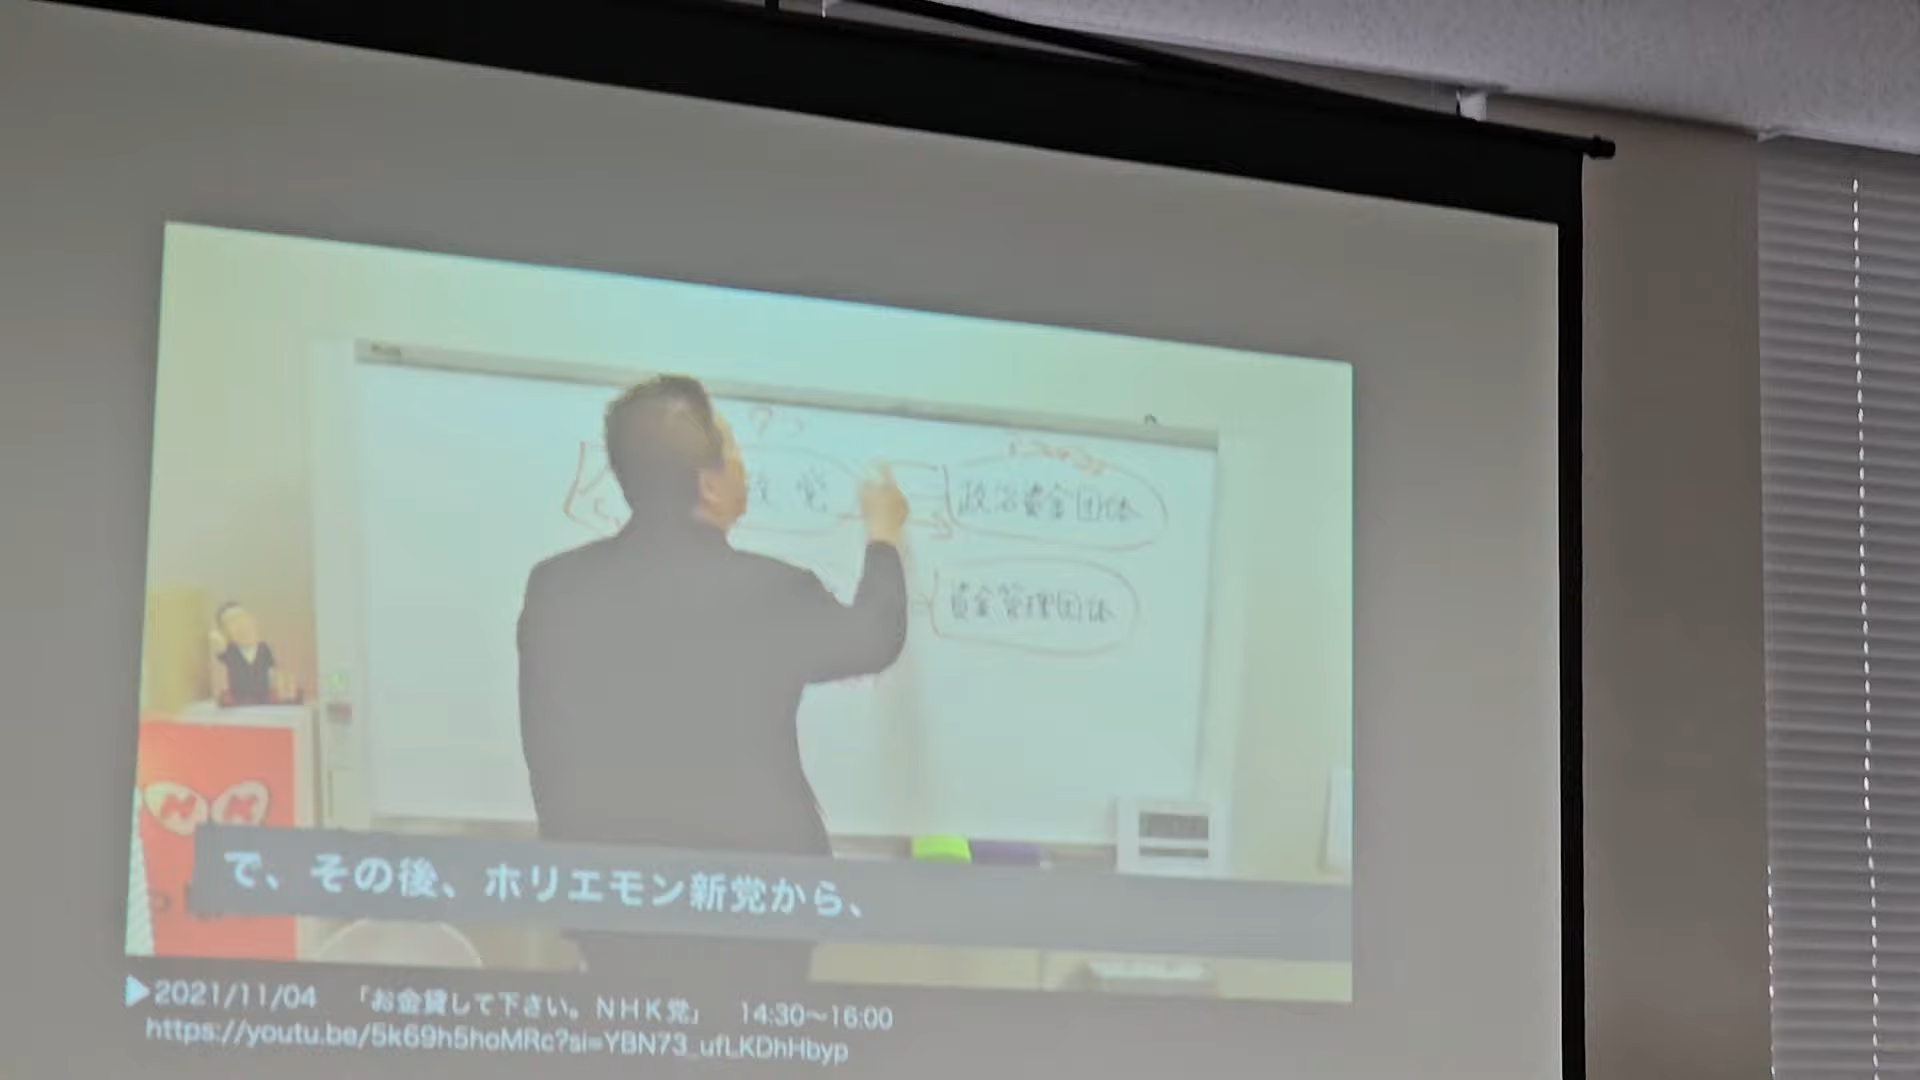 政党
政治資金団体
資金管理団体
で、その後、ホリエモン新党から、
▶2021/11/04 「お金貸して下さい。NHK党」 14:30~16:00
https://youtu.be/5k69h5hoMRc?si=YBN73_ufLKDhHbyp